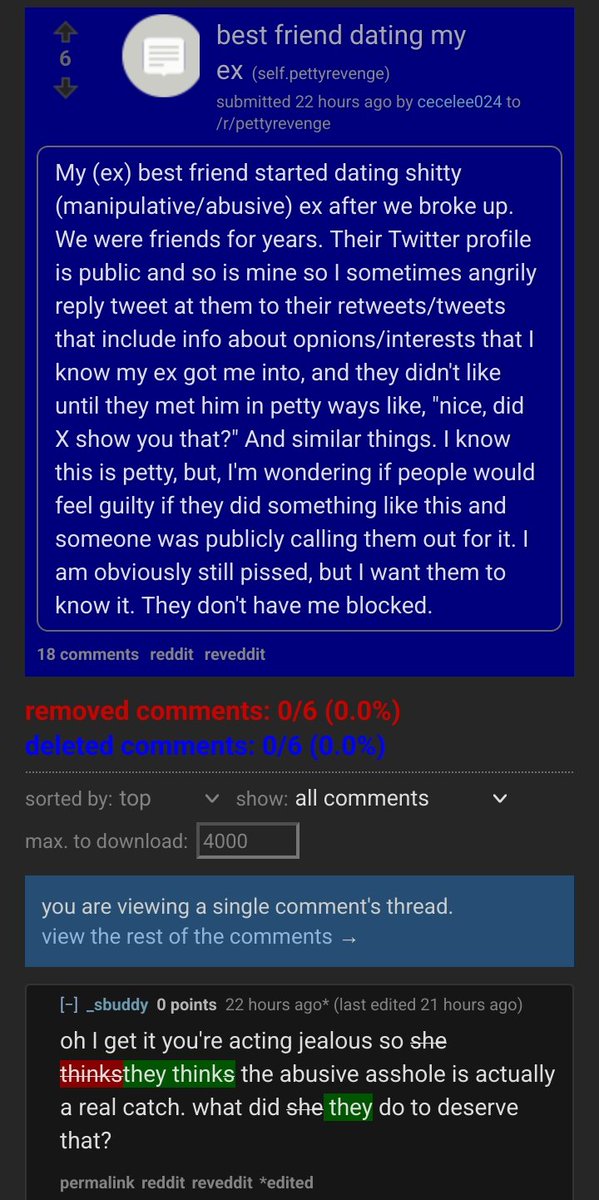 6
best friend dating my
ex (self.pettyrevenge)
submitted 22 hours ago by cecelee024 to
/r/pettyrevenge
My (ex) best friend started dating shitty
(manipulative/abusive) ex after we broke up.
We were friends for years. Their Twitter profile
is public and so is mine so I sometimes angrily
reply tweet at them to their retweets/tweets
that include info about opnions/interests that I
know my ex got me into, and they didn't like
until they met him in petty ways like, "nice, did
X show you that?" And similar things. I know
this is petty, but, I'm wondering if people would
feel guilty if they did something like this and
someone was publicly calling them out for it. I
am obviously still pissed, but I want them to
know it. They don't have me blocked.
18 comments reddit reveddit
removed comments: 0/6 (0.0%)
deleted comments: 0/6 (0.0%)
sorted by: top show: all comments
max. to download: 4000
you are viewing a single comment's thread.
view the rest of the comments →
[–] _sbuddy 0 points 22 hours ago* (last edited 21 hours ago)
oh I get it you're acting jealous so she
thinksthey thinks the abusive asshole is actually
a real catch. what did she they do to deserve
that?
permalink reddit reveddit *edited